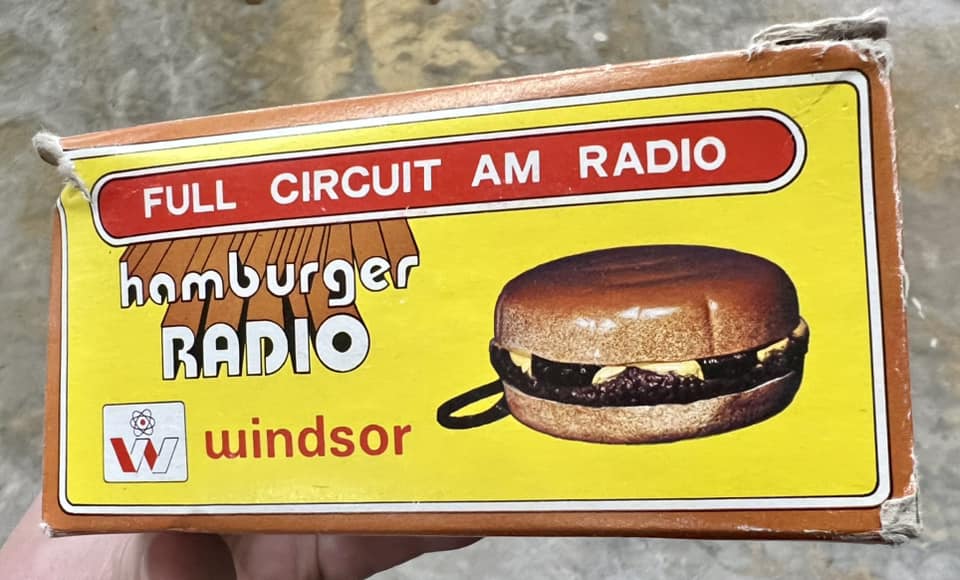 FULL CIRCUIT AM RADIO
hamburger
RADIO
W windsor